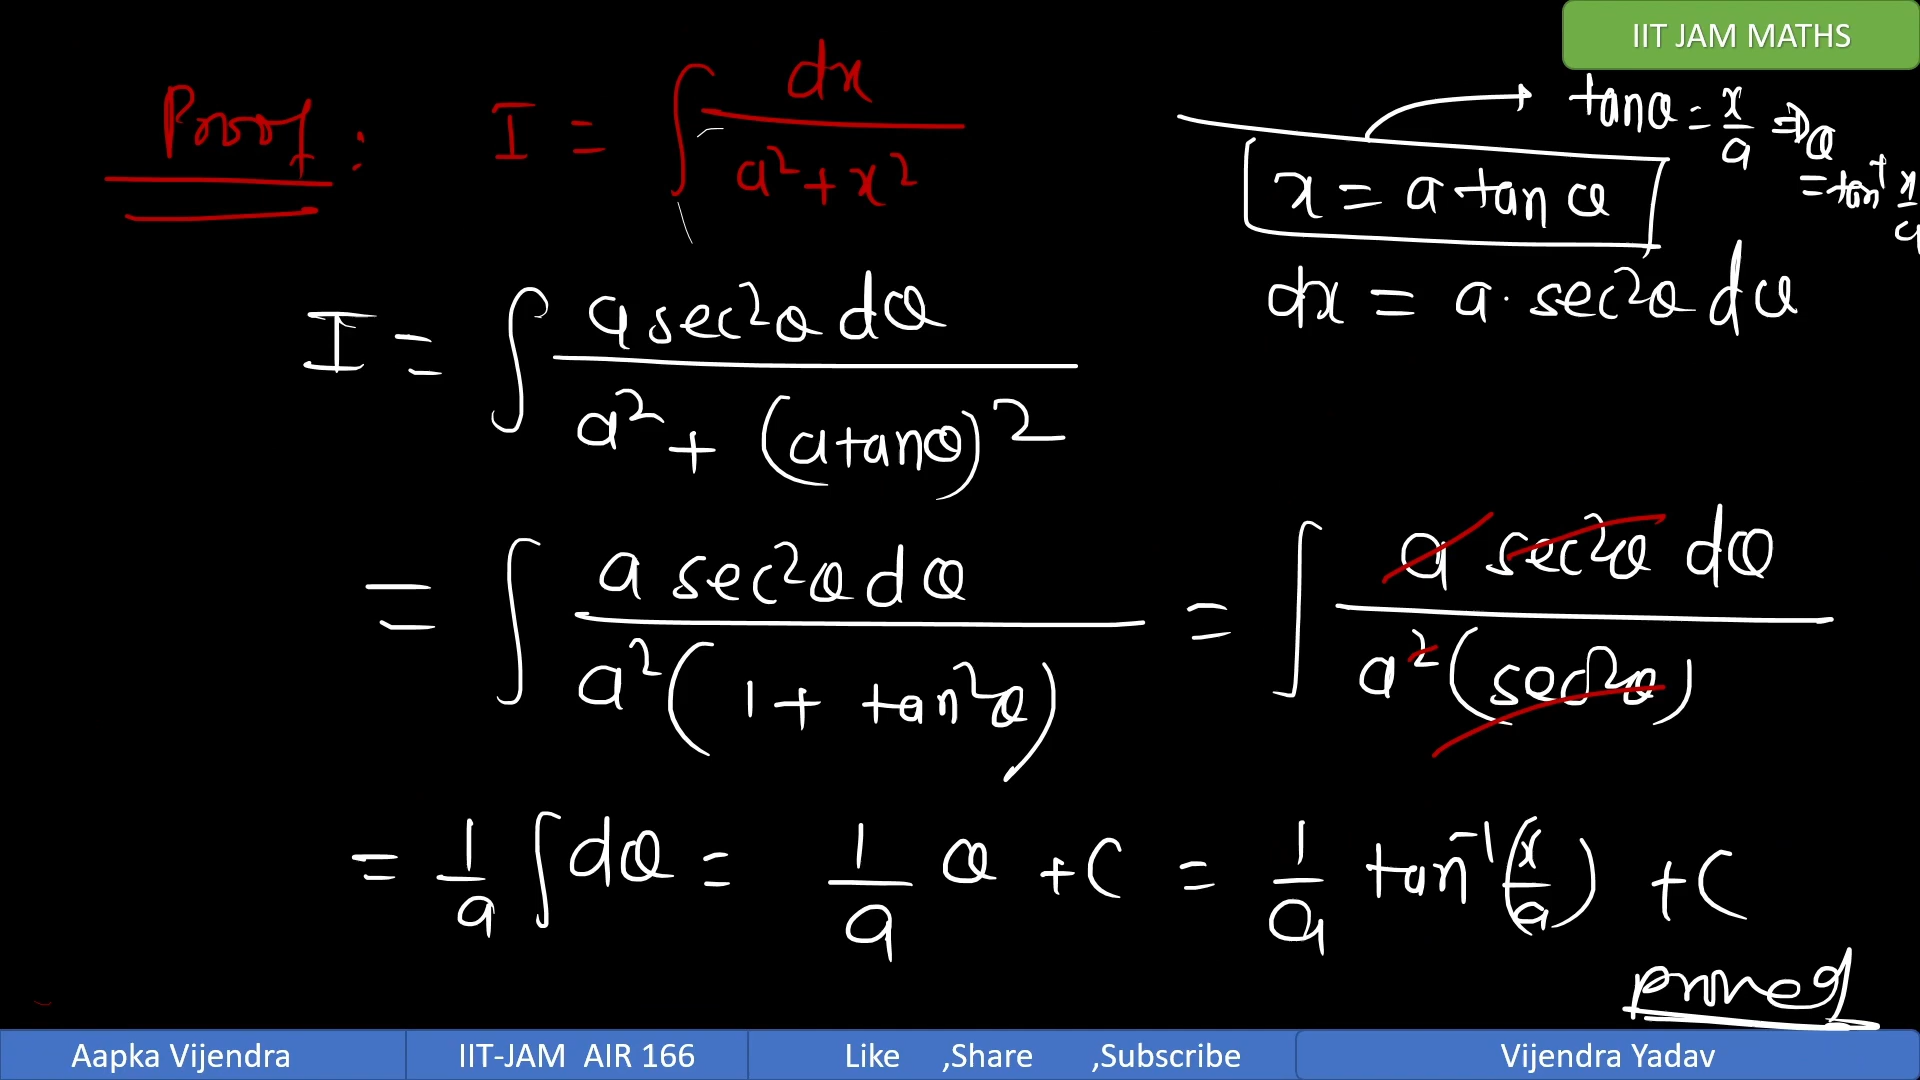 IIT JAM MATHS
Proof : I = ∫ dx / (a² + x²)
tanθ = x/a ⇒ θ
= tan⁻¹ x/a
x = a tan θ
dx = a · sec²θ dθ
I = ∫ a sec²θ dθ / (a² + (a tanθ)²)
= ∫ a sec²θ dθ / (a² (1 + tan²θ)) = ∫ a sec²θ dθ / (a² (sec²θ))
= 1/a ∫ dθ = 1/a θ + C = 1/a tan⁻¹(x/a) + C
proved
Aapka Vijendra IIT-JAM AIR 166 Like ,Share ,Subscribe Vijendra Yadav